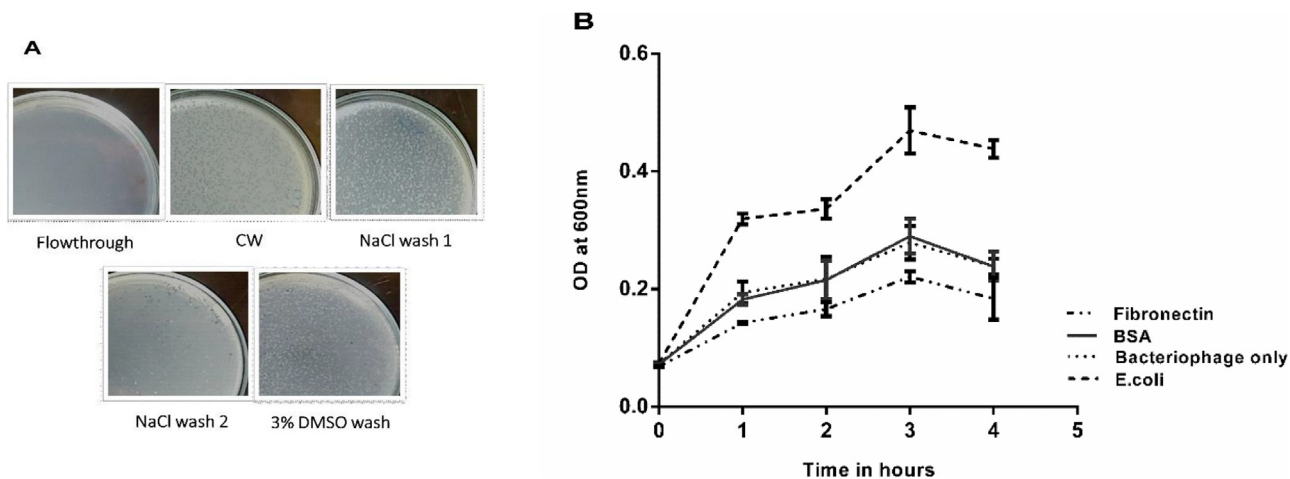 A
Flowthrough
CW
NaCl wash 1
NaCl wash 2
3% DMSO wash
B
OD at 600nm
0.6
0.4
0.2
0.0
0
1
2
3
4
5
Time in hours
Fibronectin
BSA
Bacteriophage only
E.coli